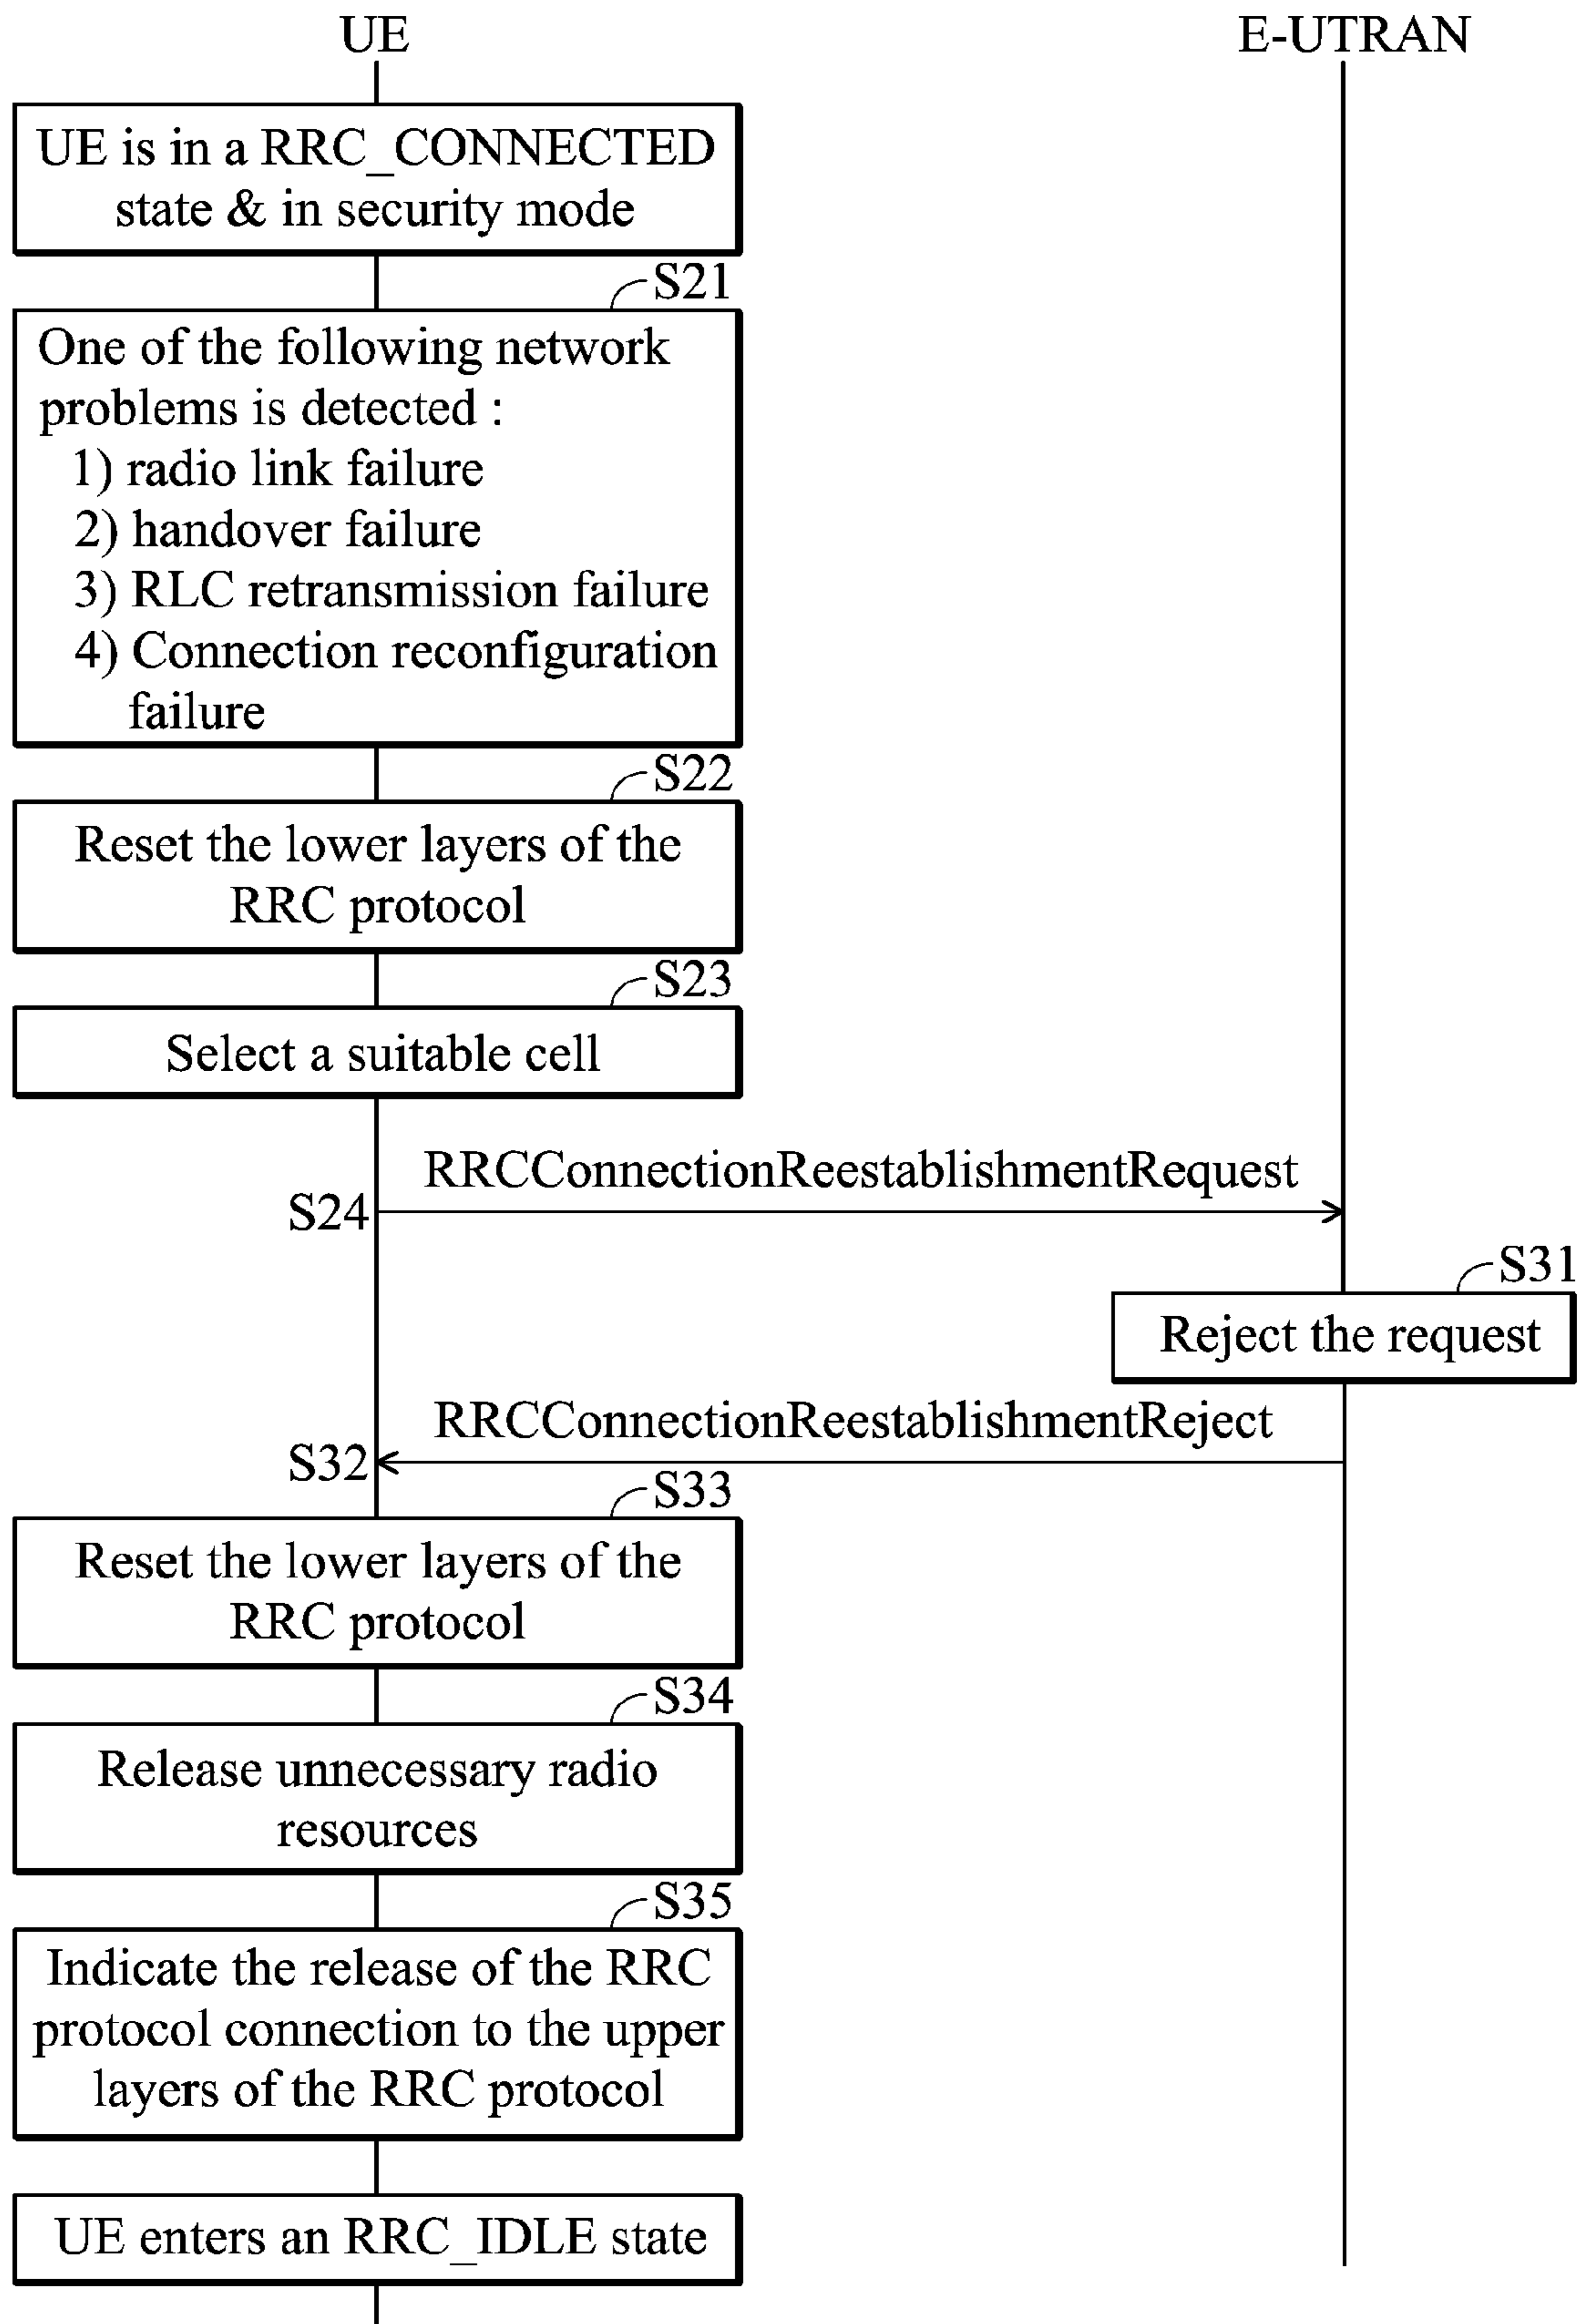 UE
E-UTRAN
UE is in a RRC_CONNECTED
state & in security mode
S21
One of the following network
problems is detected :
1) radio link failure
2) handover failure
3) RLC retransmission failure
4) Connection reconfiguration
failure
S22
Reset the lower layers of the
RRC protocol
S23
Select a suitable cell
RRCConnectionReestablishmentRequest
S24
S31
Reject the request
RRCConnectionReestablishmentReject
S32
S33
Reset the lower layers of the
RRC protocol
S34
Release unnecessary radio
resources
S35
Indicate the release of the RRC
protocol connection to the upper
layers of the RRC protocol
UE enters an RRC_IDLE state